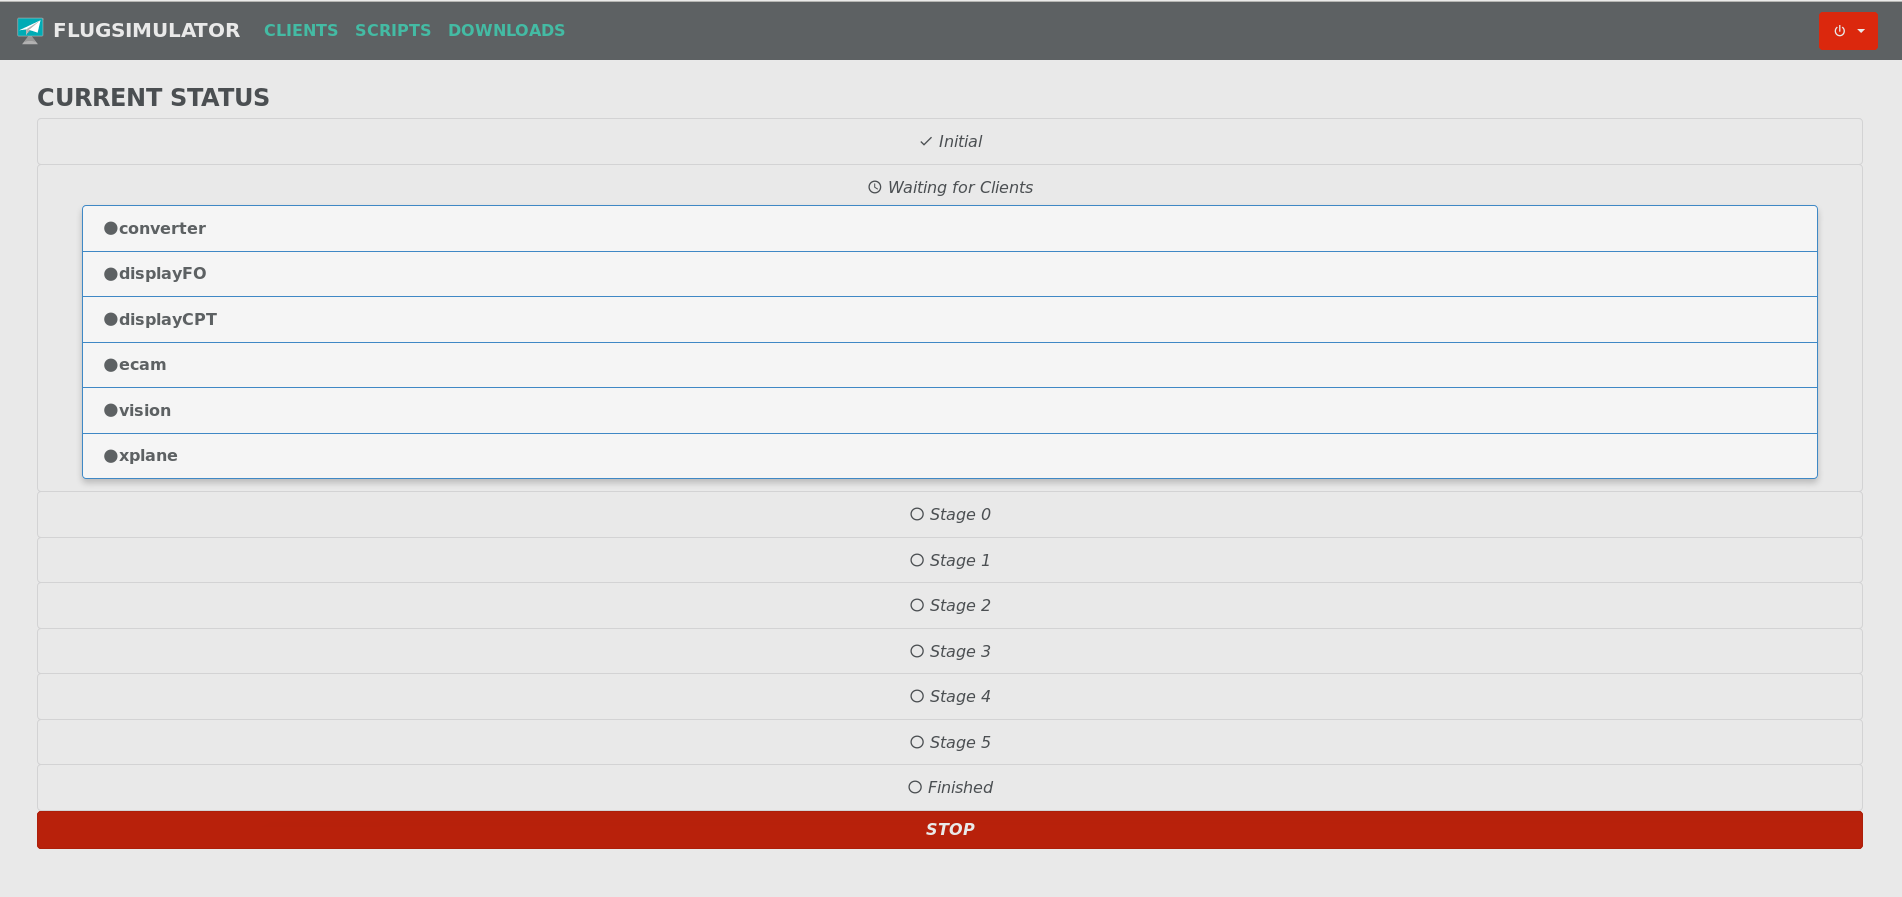 FLUGSIMULATOR CLIENTS SCRIPTS DOWNLOADS
CURRENT STATUS
Initial
Waiting for Clients
converter
displayFO
displayCPT
ecam
vision
xplane
Stage 0
Stage 1
Stage 2
Stage 3
Stage 4
Stage 5
Finished
STOP